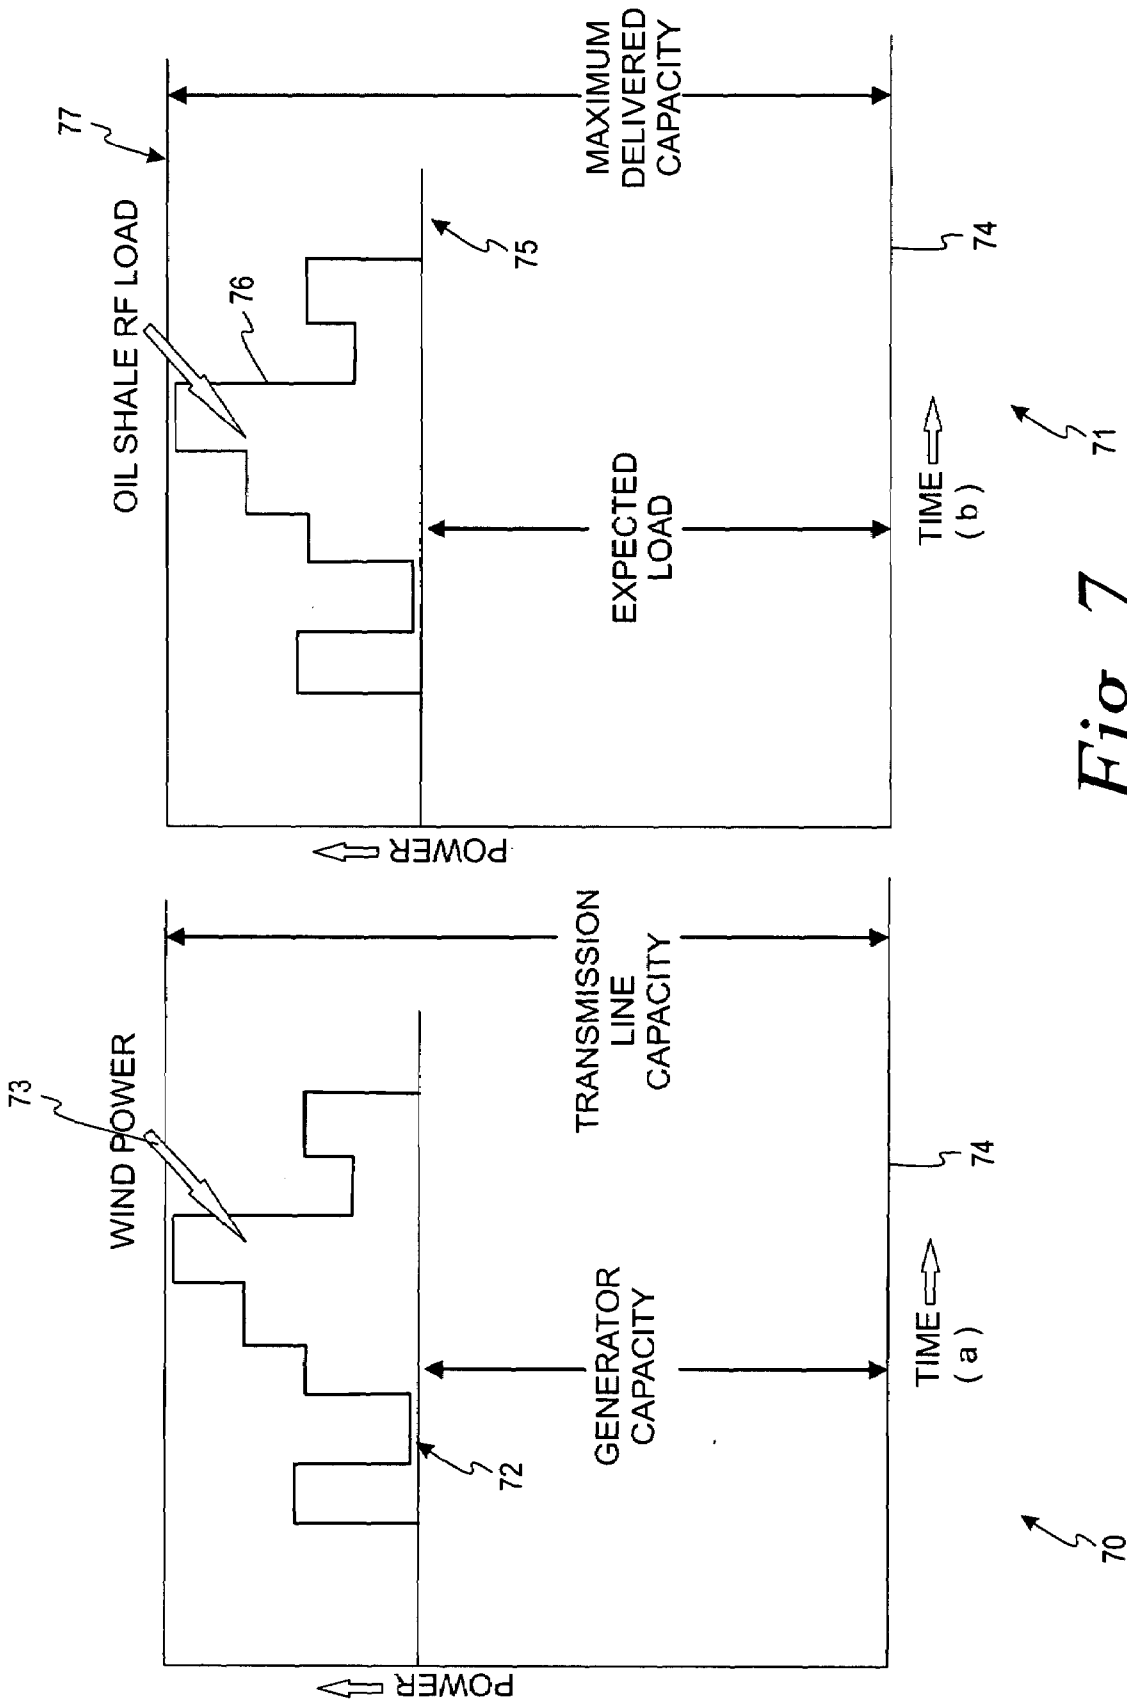 WIND POWER
73
72
GENERATOR
CAPACITY
TRANSMISSION
LINE
CAPACITY
POWER
TIME
(a)
74
70
OIL SHALE RF LOAD
77
76
75
EXPECTED
LOAD
MAXIMUM
DELIVERED
CAPACITY
POWER
TIME
(b)
74
71
Fig. 7